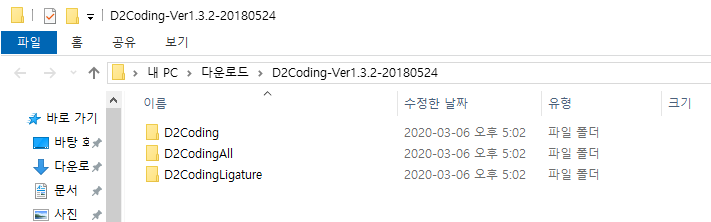 D2Coding-Ver1.3.2-20180524
파일 홈 공유 보기
내 PC > 다운로드 > D2Coding-Ver1.3.2-20180524
이름 수정한 날짜 유형 크기
바로 가기
바탕 화
다운로
문서
사진
D2Coding 2020-03-06 오후 5:02 파일 폴더
D2CodingAll 2020-03-06 오후 5:02 파일 폴더
D2CodingLigature 2020-03-06 오후 5:02 파일 폴더